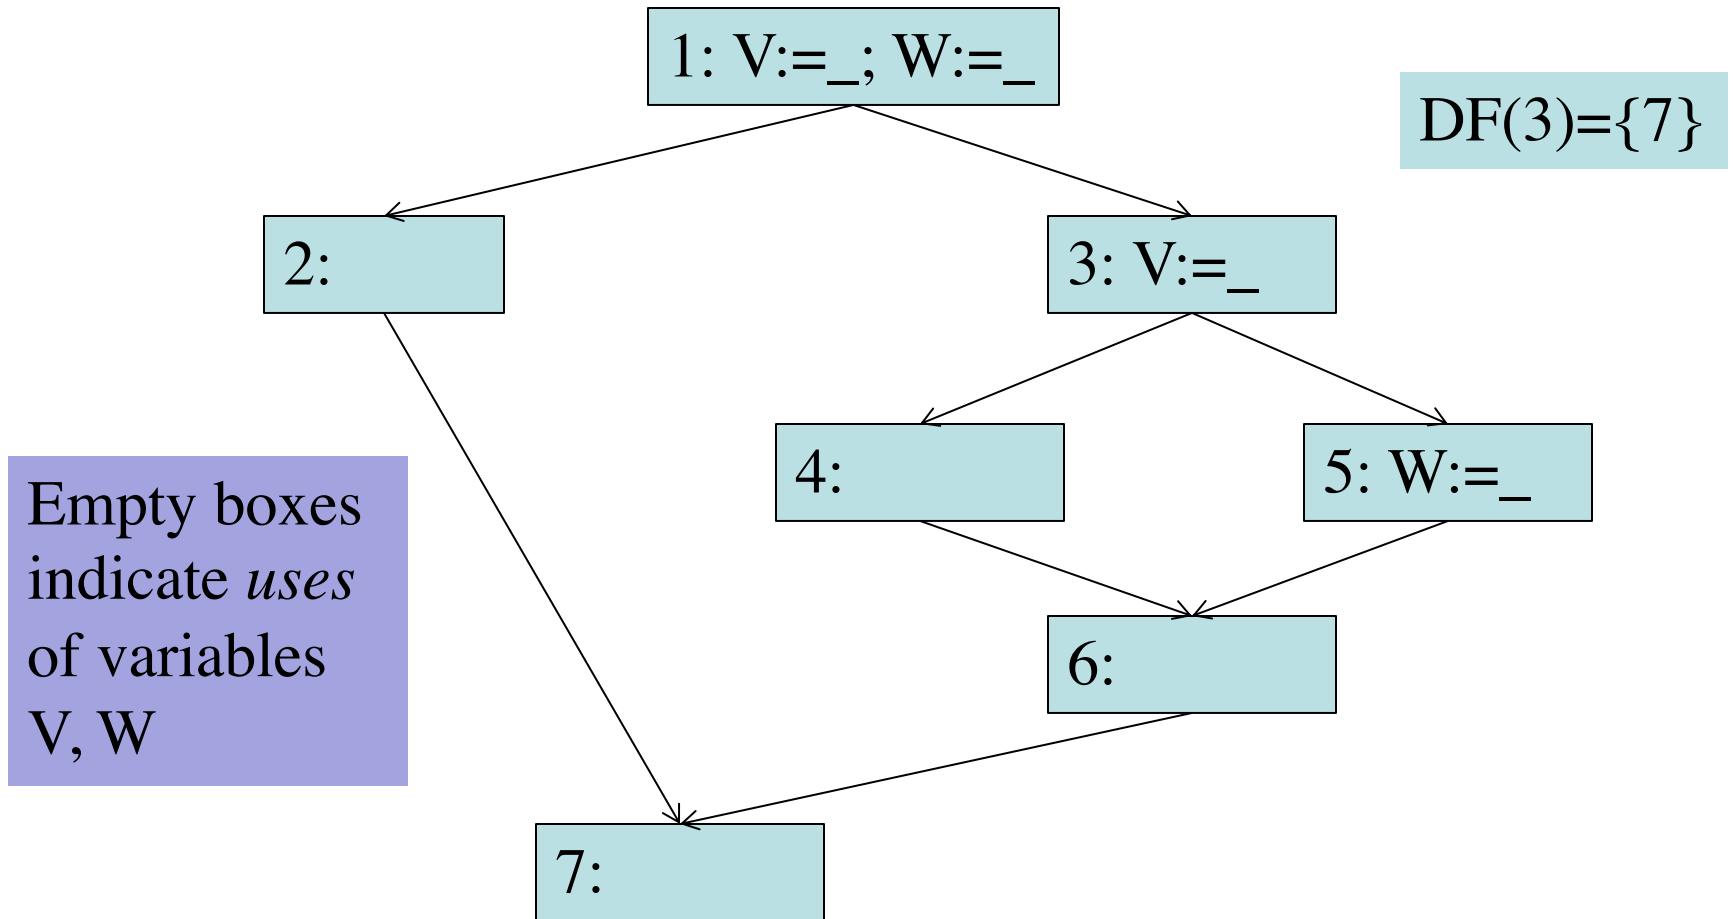 1: V:=_; W:=_
DF(3)={7}
2:
3: V:=_
4:
5: W:=_
Empty boxes
indicate uses
of variables
V, W
6:
7: